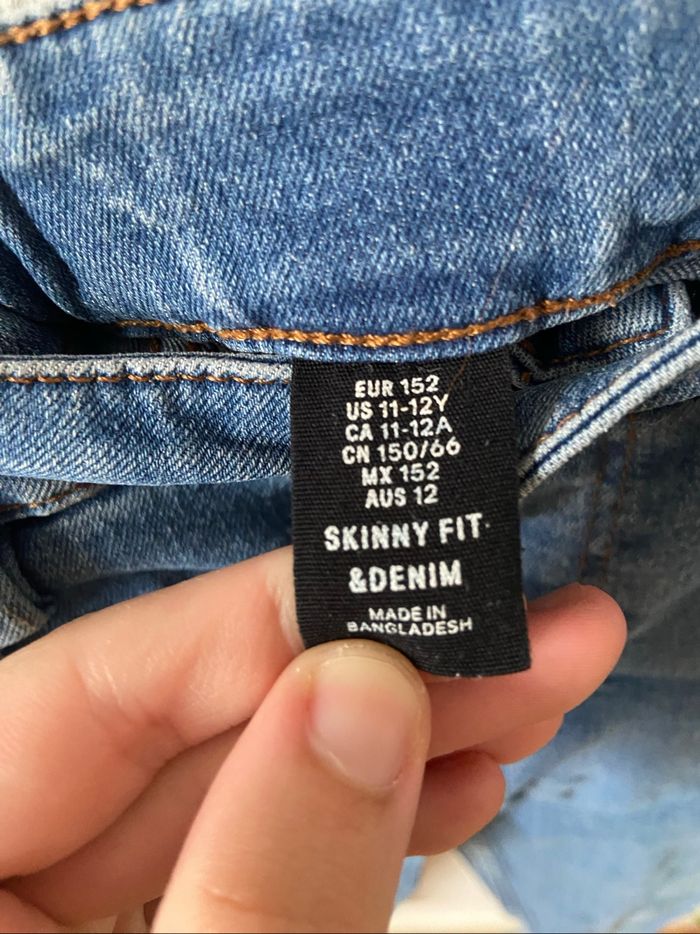 EUR 152
US 11-12Y
CA 11-12A
CN 150/66
MX 152
AUS 12
SKINNY FIT
&DENIM
MADE IN
BANGLADESH